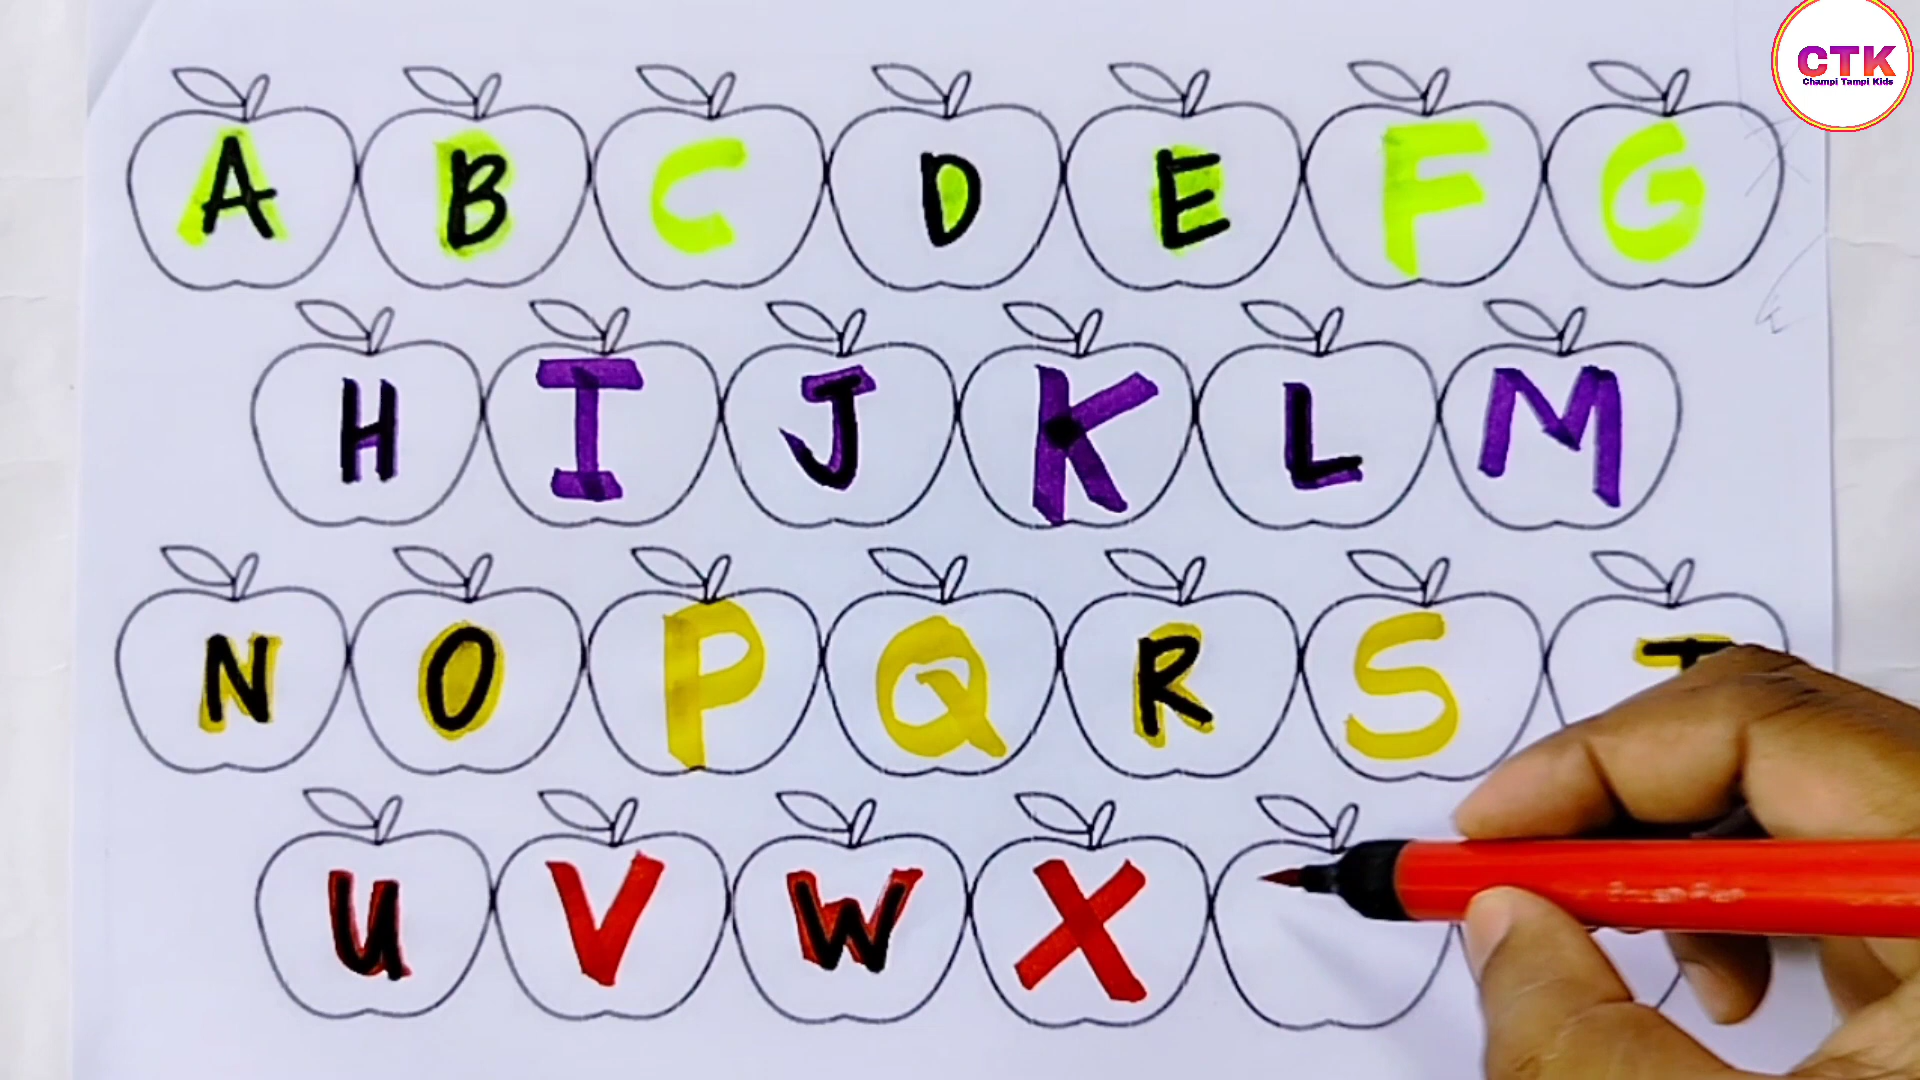 CTK
Champi Tampi Kids
A B C D E F G
H I J K L M
N O P Q R S T
U V W X